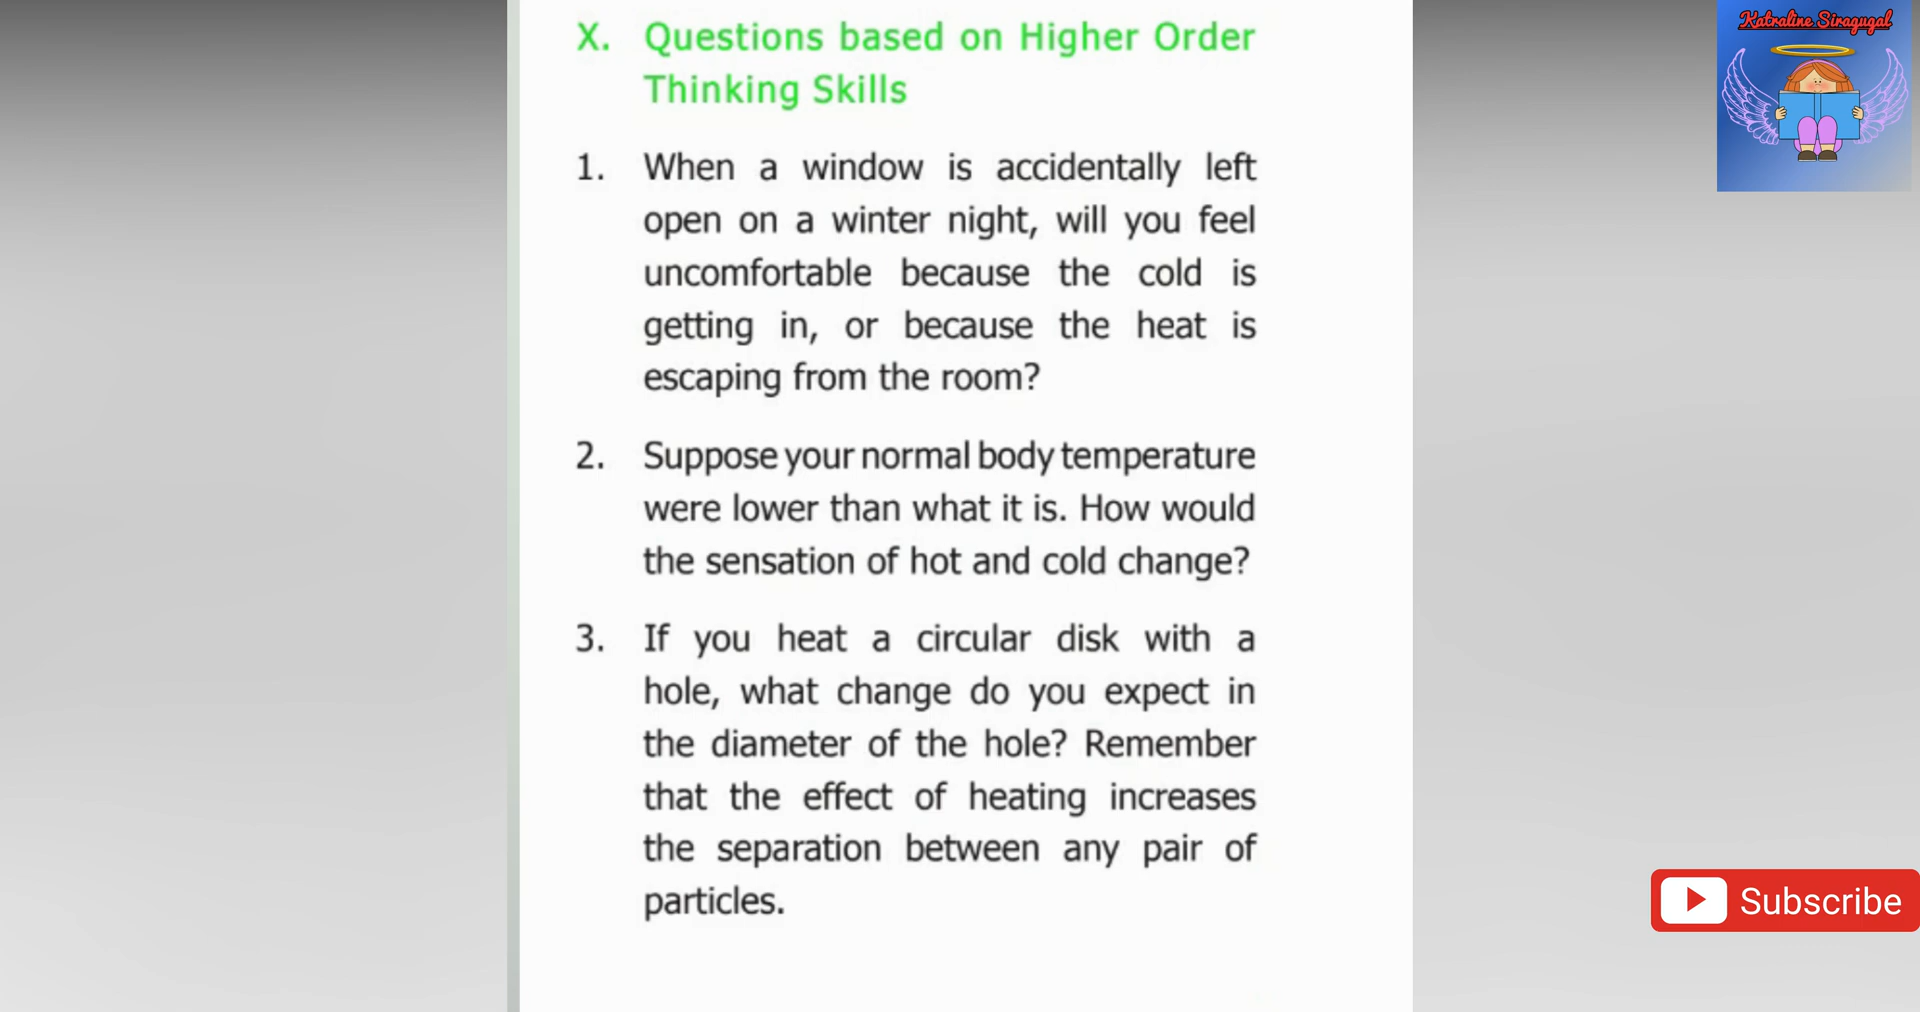 Katraline Siragugal
X. Questions based on Higher Order
Thinking Skills
1. When a window is accidentally left
open on a winter night, will you feel
uncomfortable because the cold is
getting in, or because the heat is
escaping from the room?
2. Suppose your normal body temperature
were lower than what it is. How would
the sensation of hot and cold change?
3. If you heat a circular disk with a
hole, what change do you expect in
the diameter of the hole? Remember
that the effect of heating increases
the separation between any pair of
particles.
Subscribe